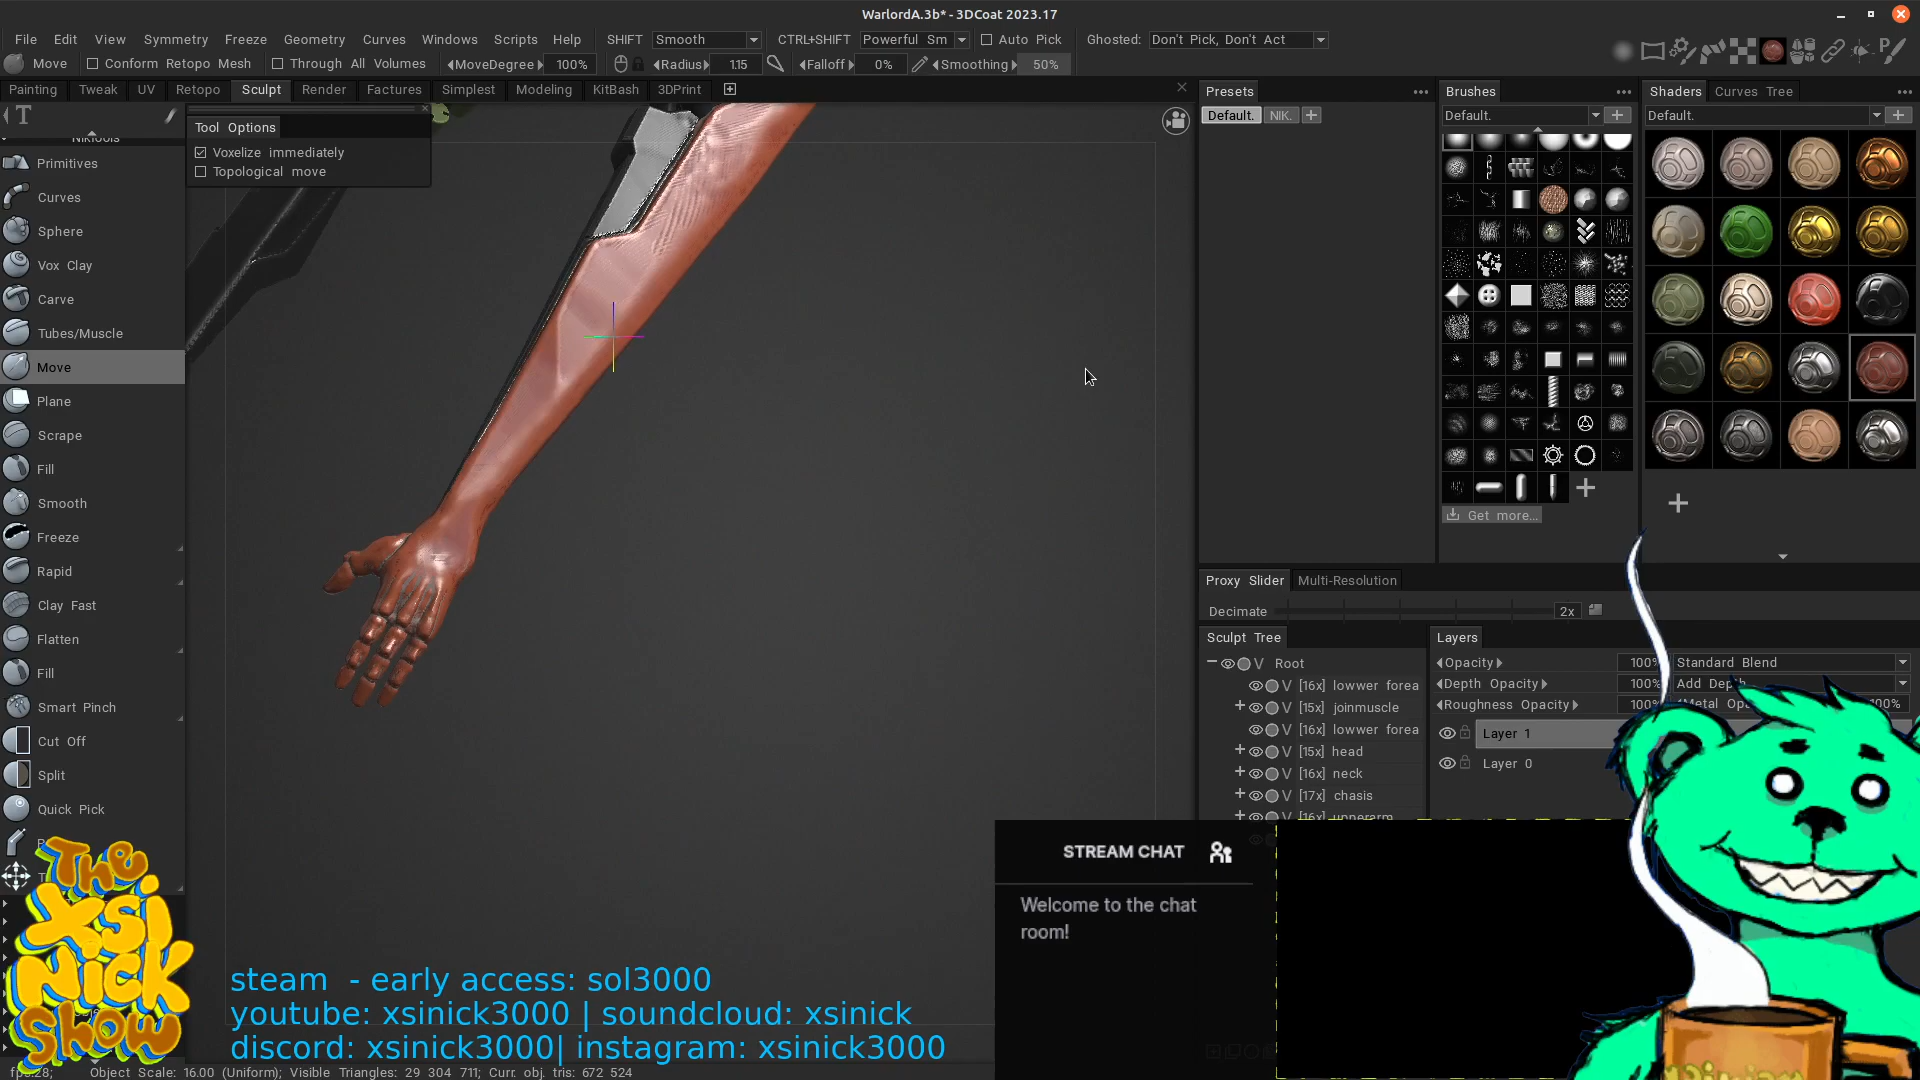 WarlordA.3b* - 3DCoat 2023.17
File Edit View Symmetry Freeze Geometry Curves Windows Scripts Help SHIFT Smooth CTRL+SHIFT Powerful Sm Auto Pick Ghosted: Don't Pick, Don't Act
Move Conform Retopo Mesh Through All Volumes MoveDegree 100% Radius 1.15 Falloff 0% Smoothing 50%
Painting Tweak UV Retopo Sculpt Render Factures Simplest Modeling KitBash 3DPrint
Presets
Default. NIK.
Brushes
Default.
Get more...
Shaders Curves Tree
Default.
Tool Options
Voxelize immediately
Topological move
Primitives
Curves
Sphere
Vox Clay
Carve
Tubes/Muscle
Move
Plane
Scrape
Fill
Smooth
Freeze
Rapid
Clay Fast
Flatten
Fill
Smart Pinch
Cut Off
Split
Quick Pick
Proxy Slider Multi-Resolution
Decimate 2x
Sculpt Tree
Root
V [16x] lowwer forea
V [15x] joinmuscle
V [16x] lowwer forea
V [15x] head
V [16x] neck
V [17x] chasis
V [16x] upperarm
Layers
Opacity 100% Standard Blend
Depth Opacity 100% Add Depth
Roughness Opacity 100% Metal Opa 100%
Layer 1
Layer 0
STREAM CHAT
Welcome to the chat
room!
The
XSI
NICK
Show
steam - early access: sol3000
youtube: xsinick3000 | soundcloud: xsinick
discord: xsinick3000| instagram: xsinick3000
Object Scale: 16.00 (Uniform); Visible Triangles: 29 304 711; Curr. obj. tris: 672 524